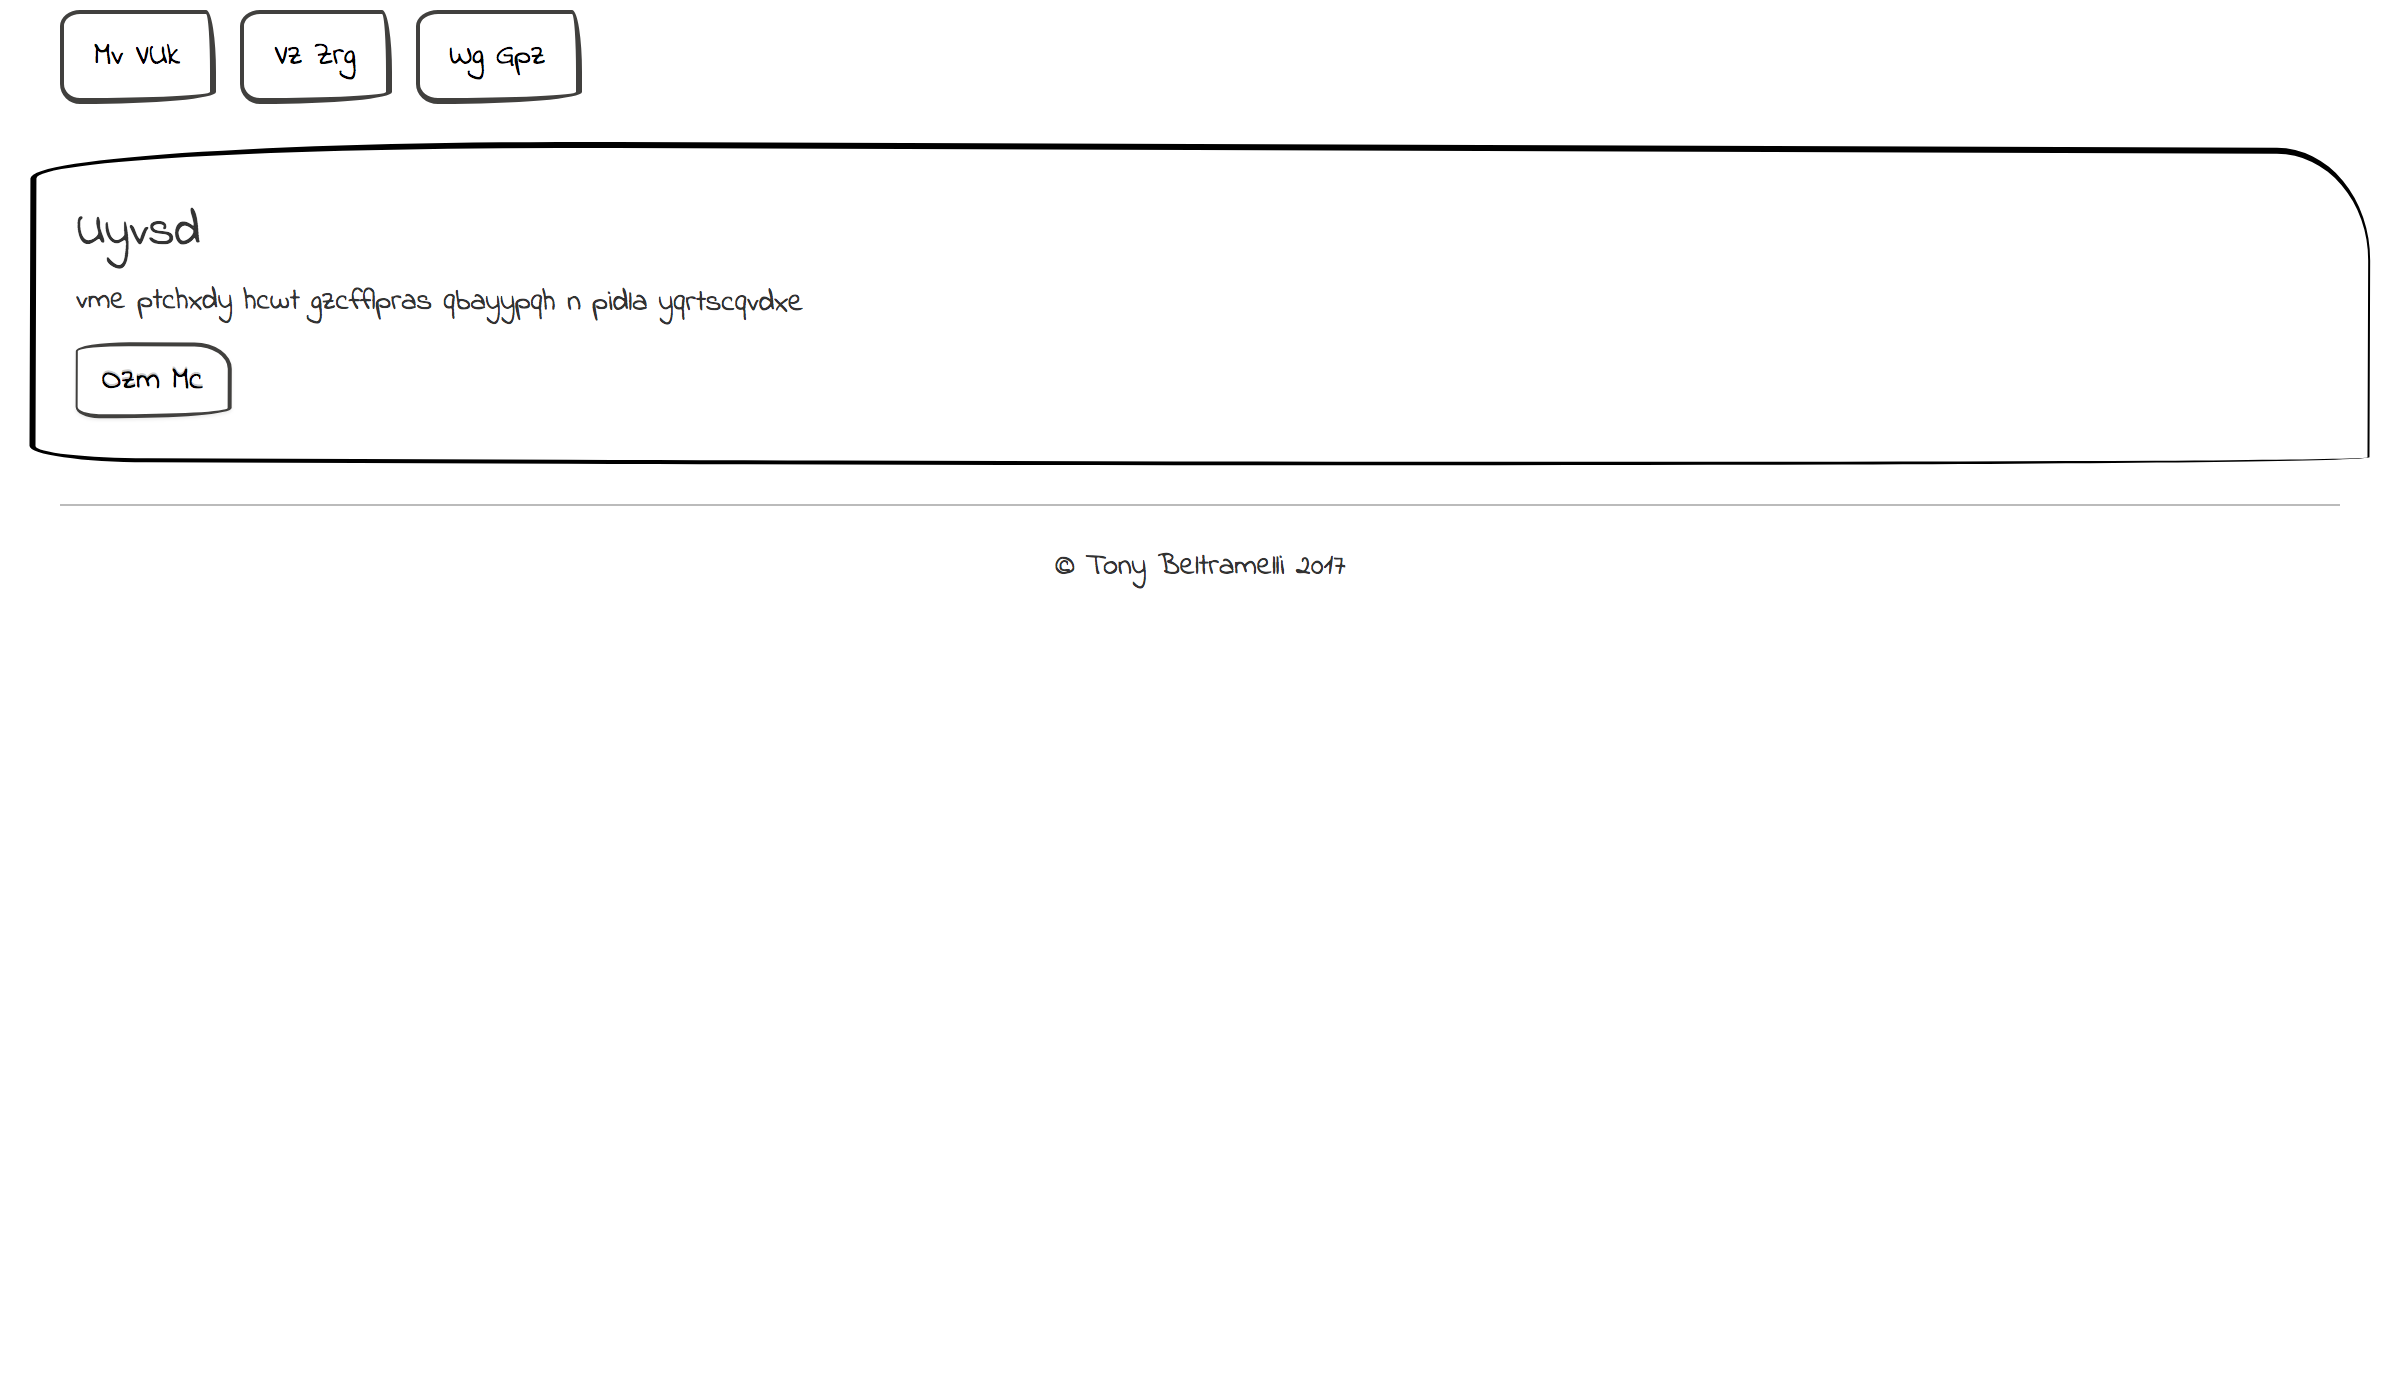 Mv VUk VZ Zrg Wg GpZ
Uyvsd
vme ptchxdy hcwt gzcfflpras qbayypqh n pidla yqrtscqvdxe
OZm Mc
© Tony Beltramelli 2017